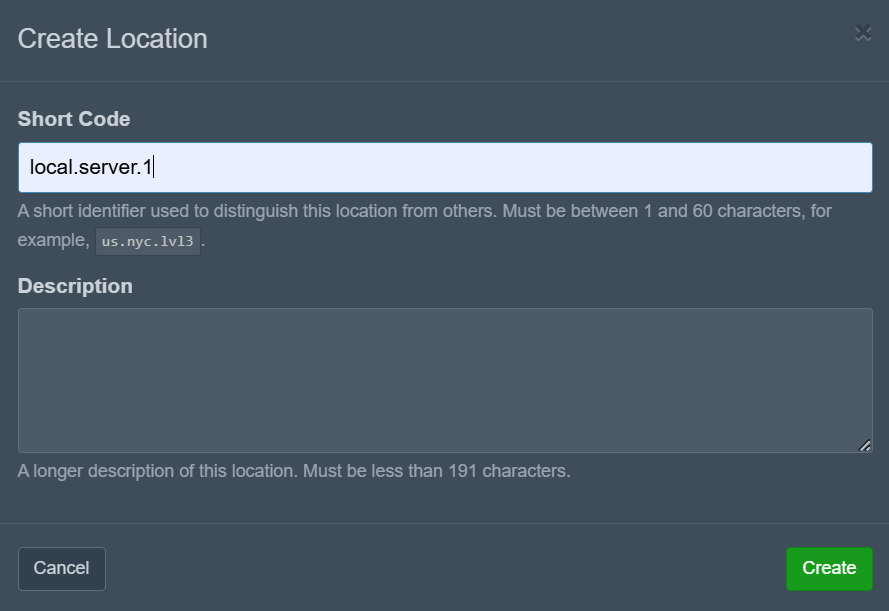 Create Location
Short Code
local.server.1
A short identifier used to distinguish this location from others. Must be between 1 and 60 characters, for
example, us.nyc.lvl3 .
Description
A longer description of this location. Must be less than 191 characters.
Cancel
Create